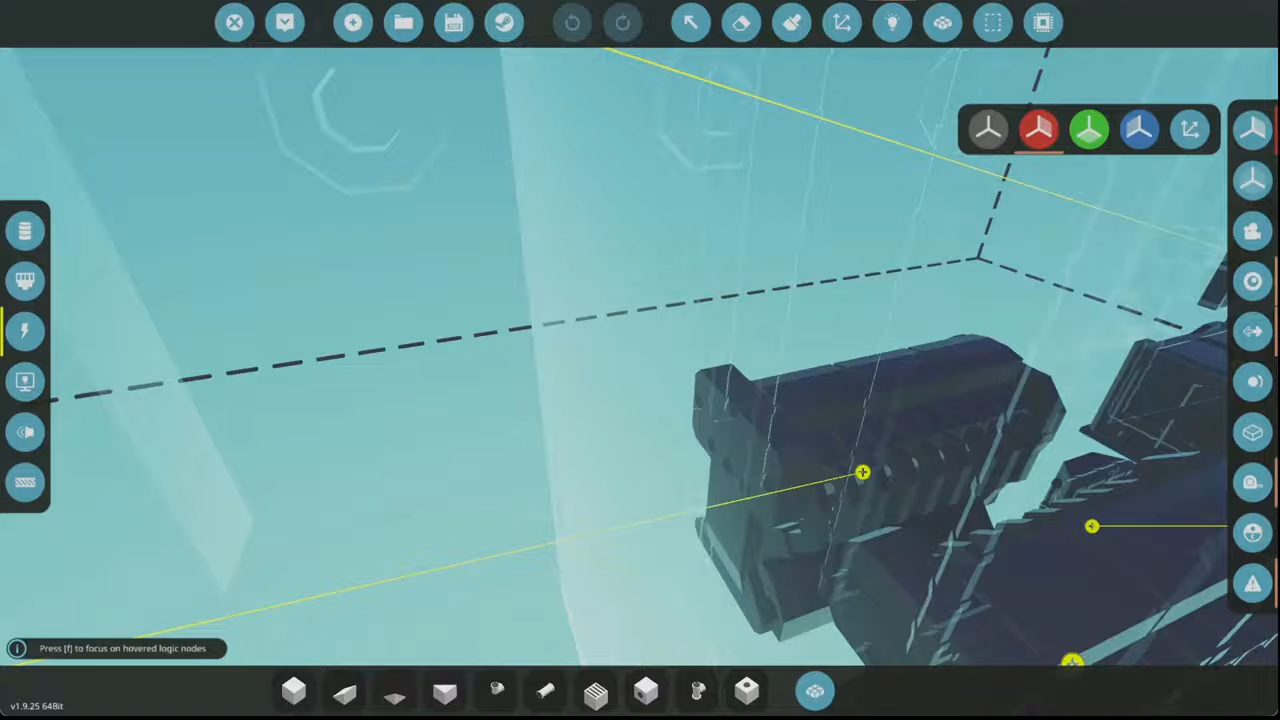 Press [f] to focus on hovered logic nodes
v1.9.25 64Bit